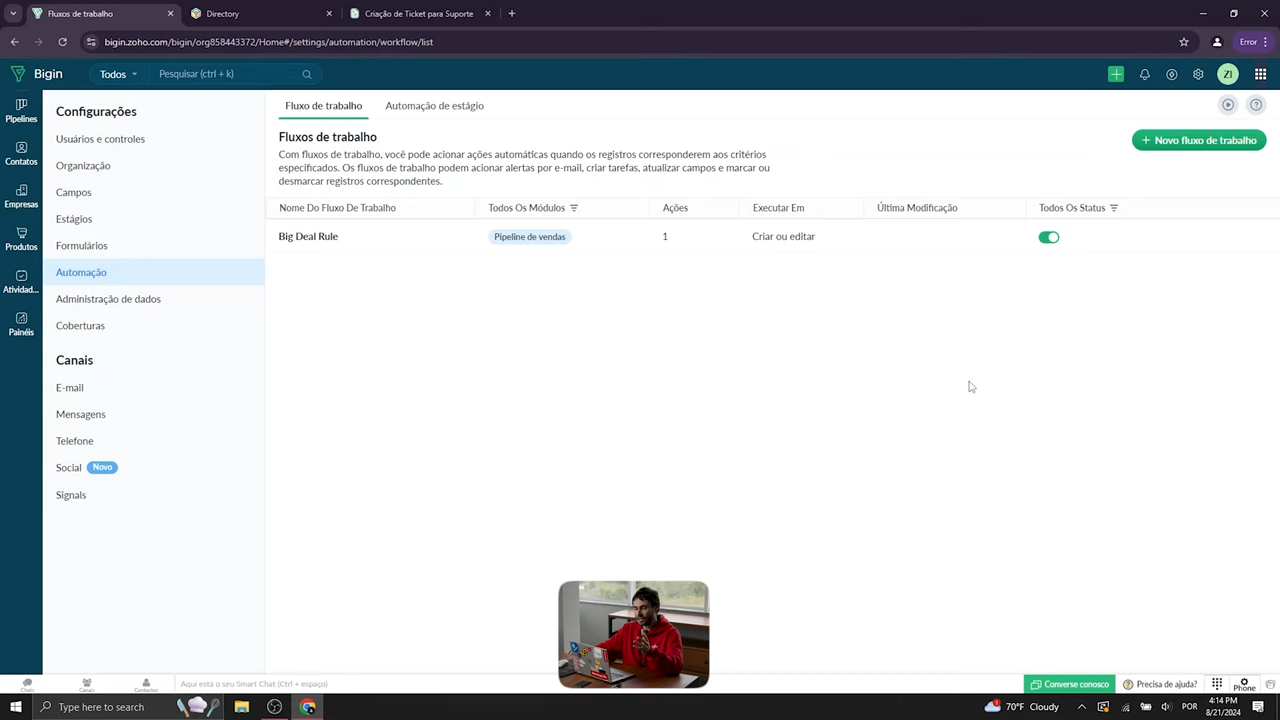 Fluxos de trabalho
Directory
Criação de Ticket para Suporte
bigin.zoho.com/bigin/org858443372/Home#/settings/automation/workflow/list
Error
Bigin
Todos
Pesquisar (ctrl + k)
ZI
Pipelines
Contatos
Empresas
Produtos
Ativida...
Painéis
Configurações
Usuários e controles
Organização
Campos
Estágios
Formulários
Automação
Administração de dados
Coberturas
Canais
E-mail
Mensagens
Telefone
Social Novo
Signals
Fluxo de trabalho
Automação de estágio
Fluxos de trabalho
Com fluxos de trabalho, você pode acionar ações automáticas quando os registros corresponderem aos critérios
especificados. Os fluxos de trabalho podem acionar alertas por e-mail, criar tarefas, atualizar campos e marcar ou
desmarcar registros correspondentes.
+ Novo fluxo de trabalho
Nome Do Fluxo De Trabalho
Todos Os Módulos
Ações
Executar Em
Última Modificação
Todos Os Status
Big Deal Rule
Pipeline de vendas
1
Criar ou editar
Chats
Canais
Contactos
Aqui está o seu Smart Chat (Ctrl + espaço)
Converse conosco
Precisa de ajuda?
Phone
Type here to search
70°F Cloudy
POR
4:14 PM
8/21/2024